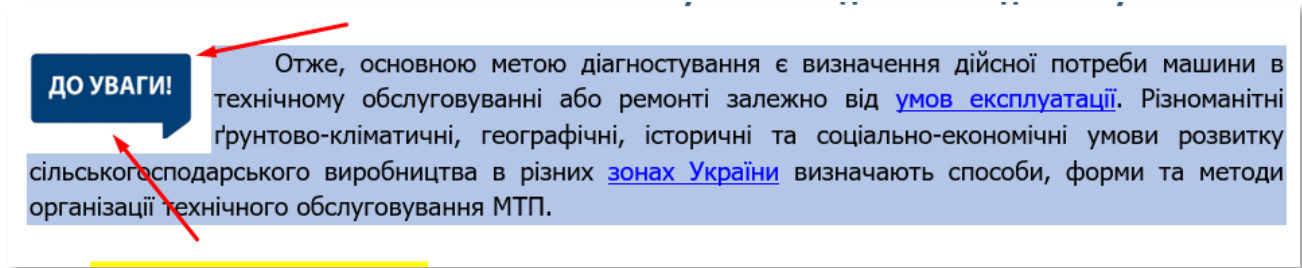 ДО УВАГИ!
Отже, основною метою діагностування є визначення дійсної потреби машини в
технічному обслуговуванні або ремонті залежно від умов експлуатації. Різноманітні
ґрунтово-кліматичні, географічні, історичні та соціально-економічні умови розвитку
сільськогосподарського виробництва в різних зонах України визначають способи, форми та методи
організації технічного обслуговування МТП.